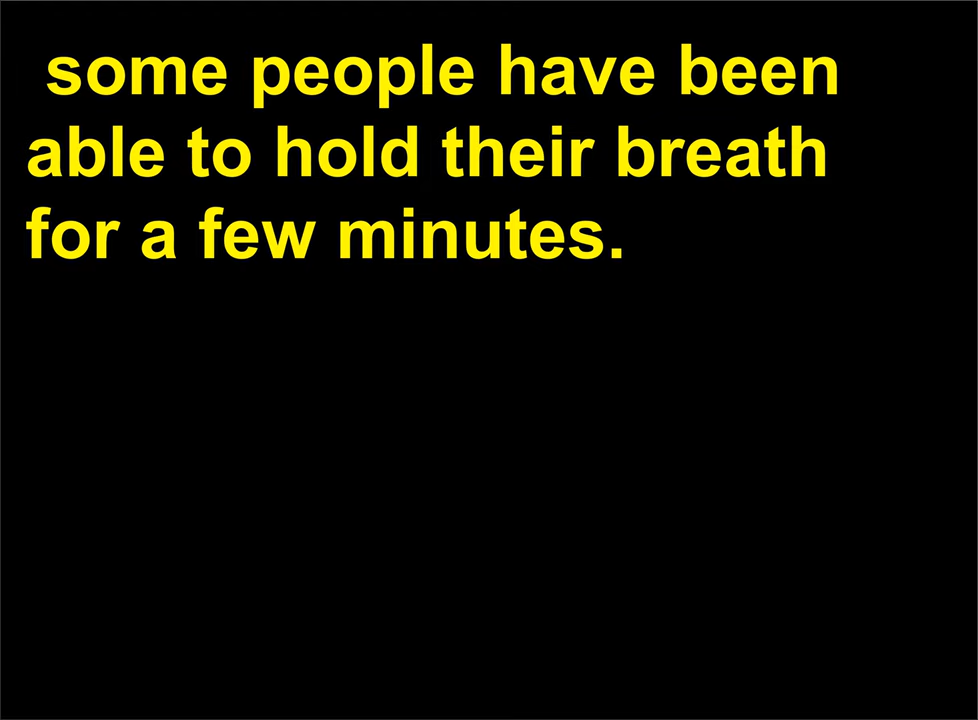 some people have been
able to hold their breath
for a few minutes.